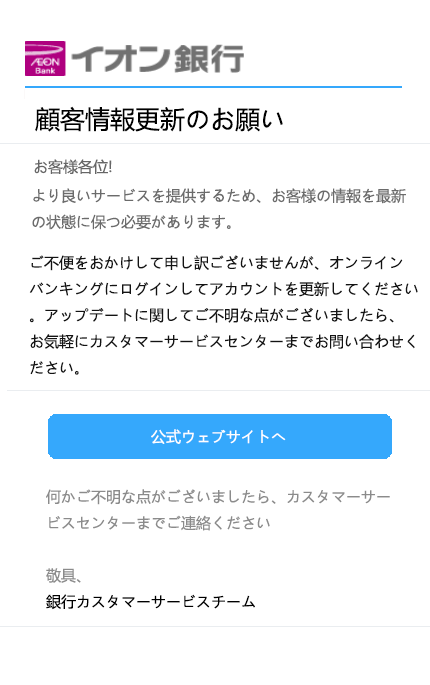 AEON
Bank
イオン銀行
顧客情報更新のお願い
お客様各位!
より良いサービスを提供するため、お客様の情報を最新
の状態に保つ必要があります。
ご不便をおかけして申し訳ございませんが、オンライン
バンキングにログインしてアカウントを更新してください
。アップデートに関してご不明な点がございましたら、
お気軽にカスタマーサービスセンターまでお問い合わせく
ださい。
公式ウェブサイトへ
何かご不明な点がございましたら、カスタマーサー
ビスセンターまでご連絡ください
敬具、
銀行カスタマーサービスチーム